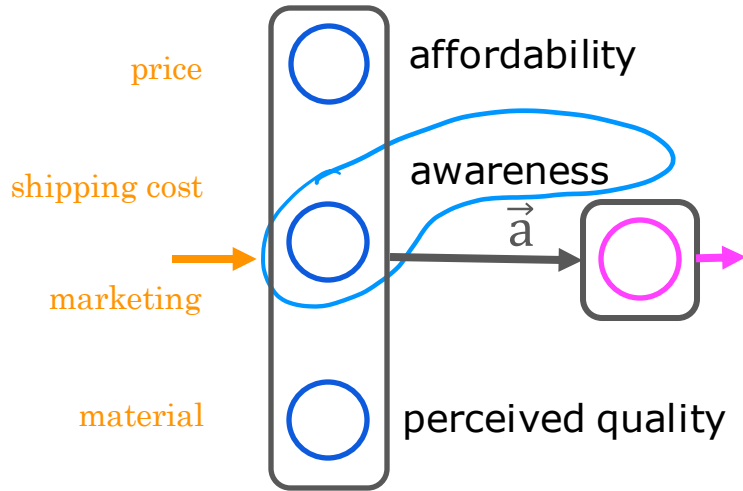 price
shipping cost
marketing
material
affordability
awareness
a⃗
perceived quality